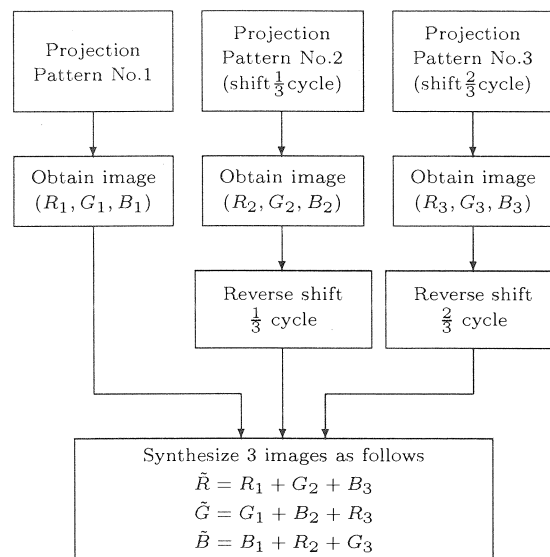 Projection
Pattern No.1
Projection
Pattern No.2
(shift 1/3 cycle)
Projection
Pattern No.3
(shift 2/3 cycle)
Obtain image
(R₁, G₁, B₁)
Obtain image
(R₂, G₂, B₂)
Obtain image
(R₃, G₃, B₃)
Reverse shift
1/3 cycle
Reverse shift
2/3 cycle
Synthesize 3 images as follows
R̃ = R₁ + G₂ + B₃
G̃ = G₁ + B₂ + R₃
B̃ = B₁ + R₂ + G₃